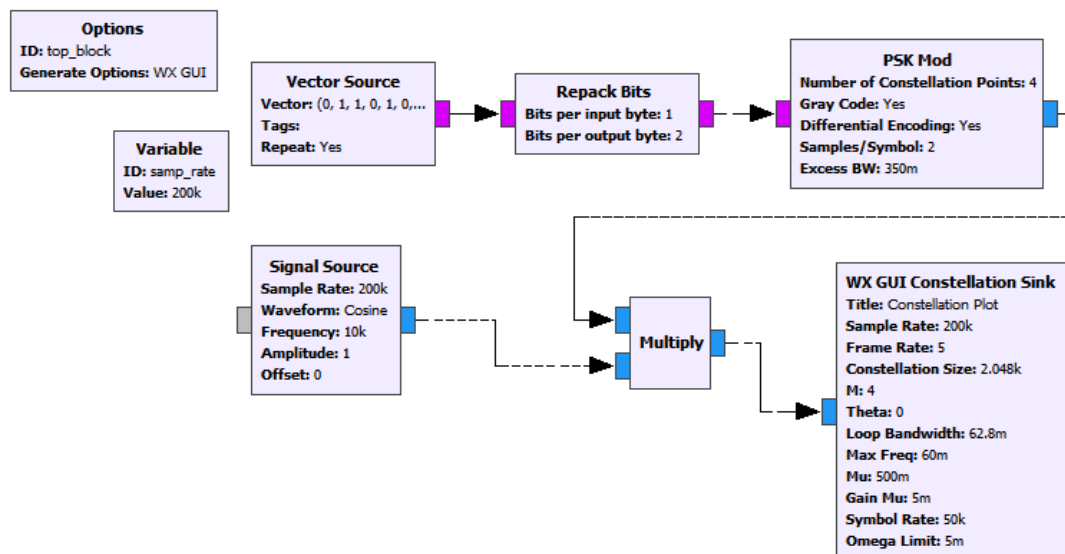 Options
ID: top_block
Generate Options: WX GUI
Variable
ID: samp_rate
Value: 200k
Vector Source
Vector: (0, 1, 1, 0, 1, 0,...
Tags:
Repeat: Yes
Repack Bits
Bits per input byte: 1
Bits per output byte: 2
PSK Mod
Number of Constellation Points: 4
Gray Code: Yes
Differential Encoding: Yes
Samples/Symbol: 2
Excess BW: 350m
Signal Source
Sample Rate: 200k
Waveform: Cosine
Frequency: 10k
Amplitude: 1
Offset: 0
Multiply
WX GUI Constellation Sink
Title: Constellation Plot
Sample Rate: 200k
Frame Rate: 5
Constellation Size: 2.048k
M: 4
Theta: 0
Loop Bandwidth: 62.8m
Max Freq: 60m
Mu: 500m
Gain Mu: 5m
Symbol Rate: 50k
Omega Limit: 5m